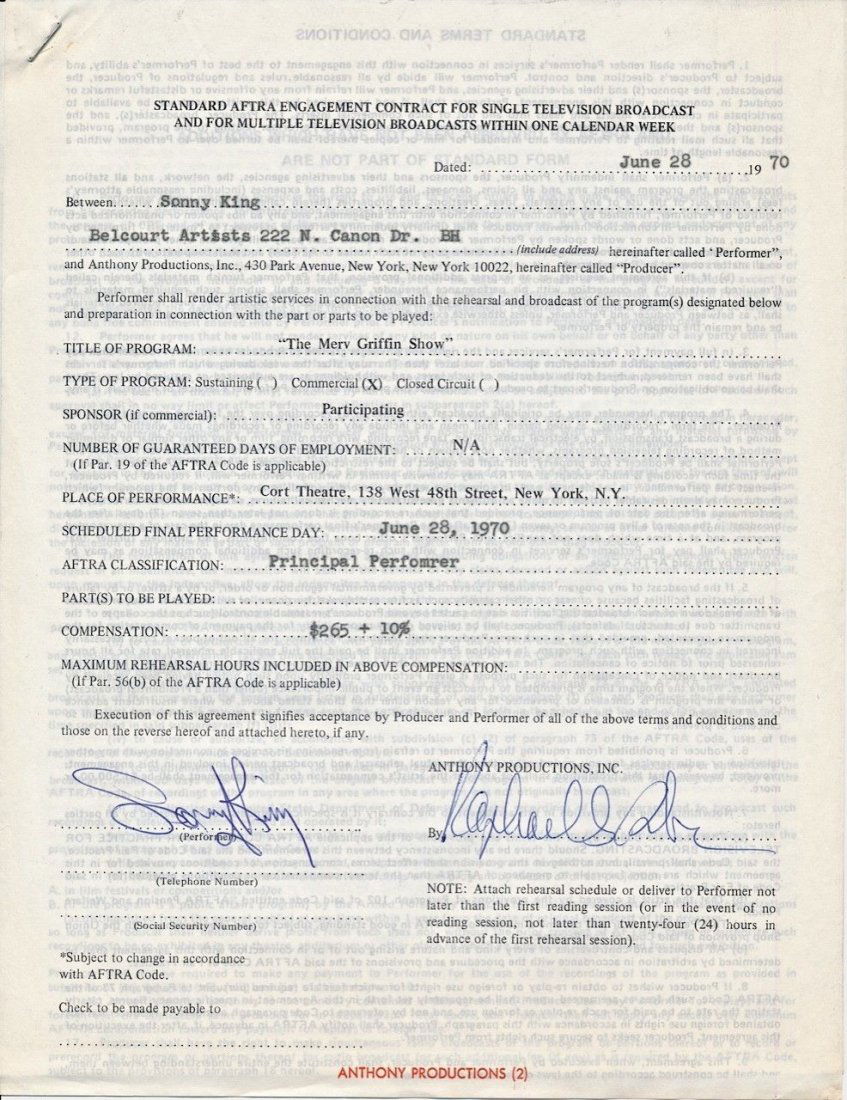 STANDARD AFTRA ENGAGEMENT CONTRACT FOR SINGLE TELEVISION BROADCAST
AND FOR MULTIPLE TELEVISION BROADCASTS WITHIN ONE CALENDAR WEEK
Dated: June 28 19 70
Between Sonny King
Belcourt Art$sts 222 N. Canon Dr. BH
(include address) hereinafter called "Performer",
and Anthony Productions, Inc., 430 Park Avenue, New York, New York 10022, hereinafter called "Producer".
Performer shall render artistic services in connection with the rehearsal and broadcast of the program(s) designated below
and preparation in connection with the part or parts to be played:
TITLE OF PROGRAM: "The Merv Griffin Show"
TYPE OF PROGRAM: Sustaining ( ) Commercial (X) Closed Circuit ( )
SPONSOR (if commercial): Participating
NUMBER OF GUARANTEED DAYS OF EMPLOYMENT: N/A
(If Par. 19 of the AFTRA Code is applicable)
PLACE OF PERFORMANCE*: Cort Theatre, 138 West 48th Street, New York, N.Y.
SCHEDULED FINAL PERFORMANCE DAY: June 28, 1970
AFTRA CLASSIFICATION: Principal Perfomrer
PART(S) TO BE PLAYED:
COMPENSATION: $265 + 10%
MAXIMUM REHEARSAL HOURS INCLUDED IN ABOVE COMPENSATION:
(If Par. 56(b) of the AFTRA Code is applicable)
Execution of this agreement signifies acceptance by Producer and Performer of all of the above terms and conditions and
those on the reverse hereof and attached hereto, if any.
ANTHONY PRODUCTIONS, INC.
Sonny King
(Performer)
By Raphael
(Telephone Number)
(Social Security Number)
NOTE: Attach rehearsal schedule or deliver to Performer not
later than the first reading session (or in the event of no
reading session, not later than twenty-four (24) hours in
advance of the first rehearsal session).
*Subject to change in accordance
with AFTRA Code.
Check to be made payable to
ANTHONY PRODUCTIONS (2)